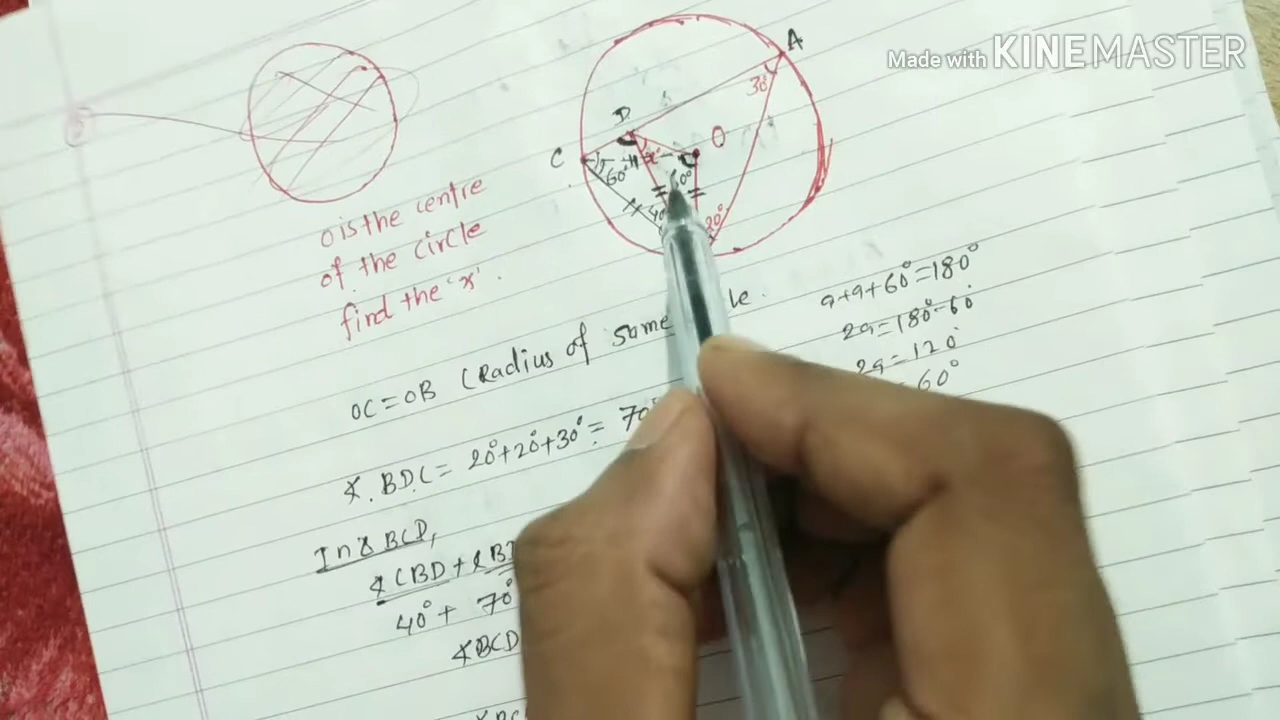 Made with KINEMASTER
A
30°
D
O
C
x
60°
60°
20°
O is the centre
of the circle
find the 'x'.
OC = OB (Radius of same
le.
∡.BDC = 20°+20°+30° = 70°
In ∡ BCD,
∡CBD +
40° + 70°
∡BCD
a+a+60°=180°
2a=180°-60°
2a=120°
60°